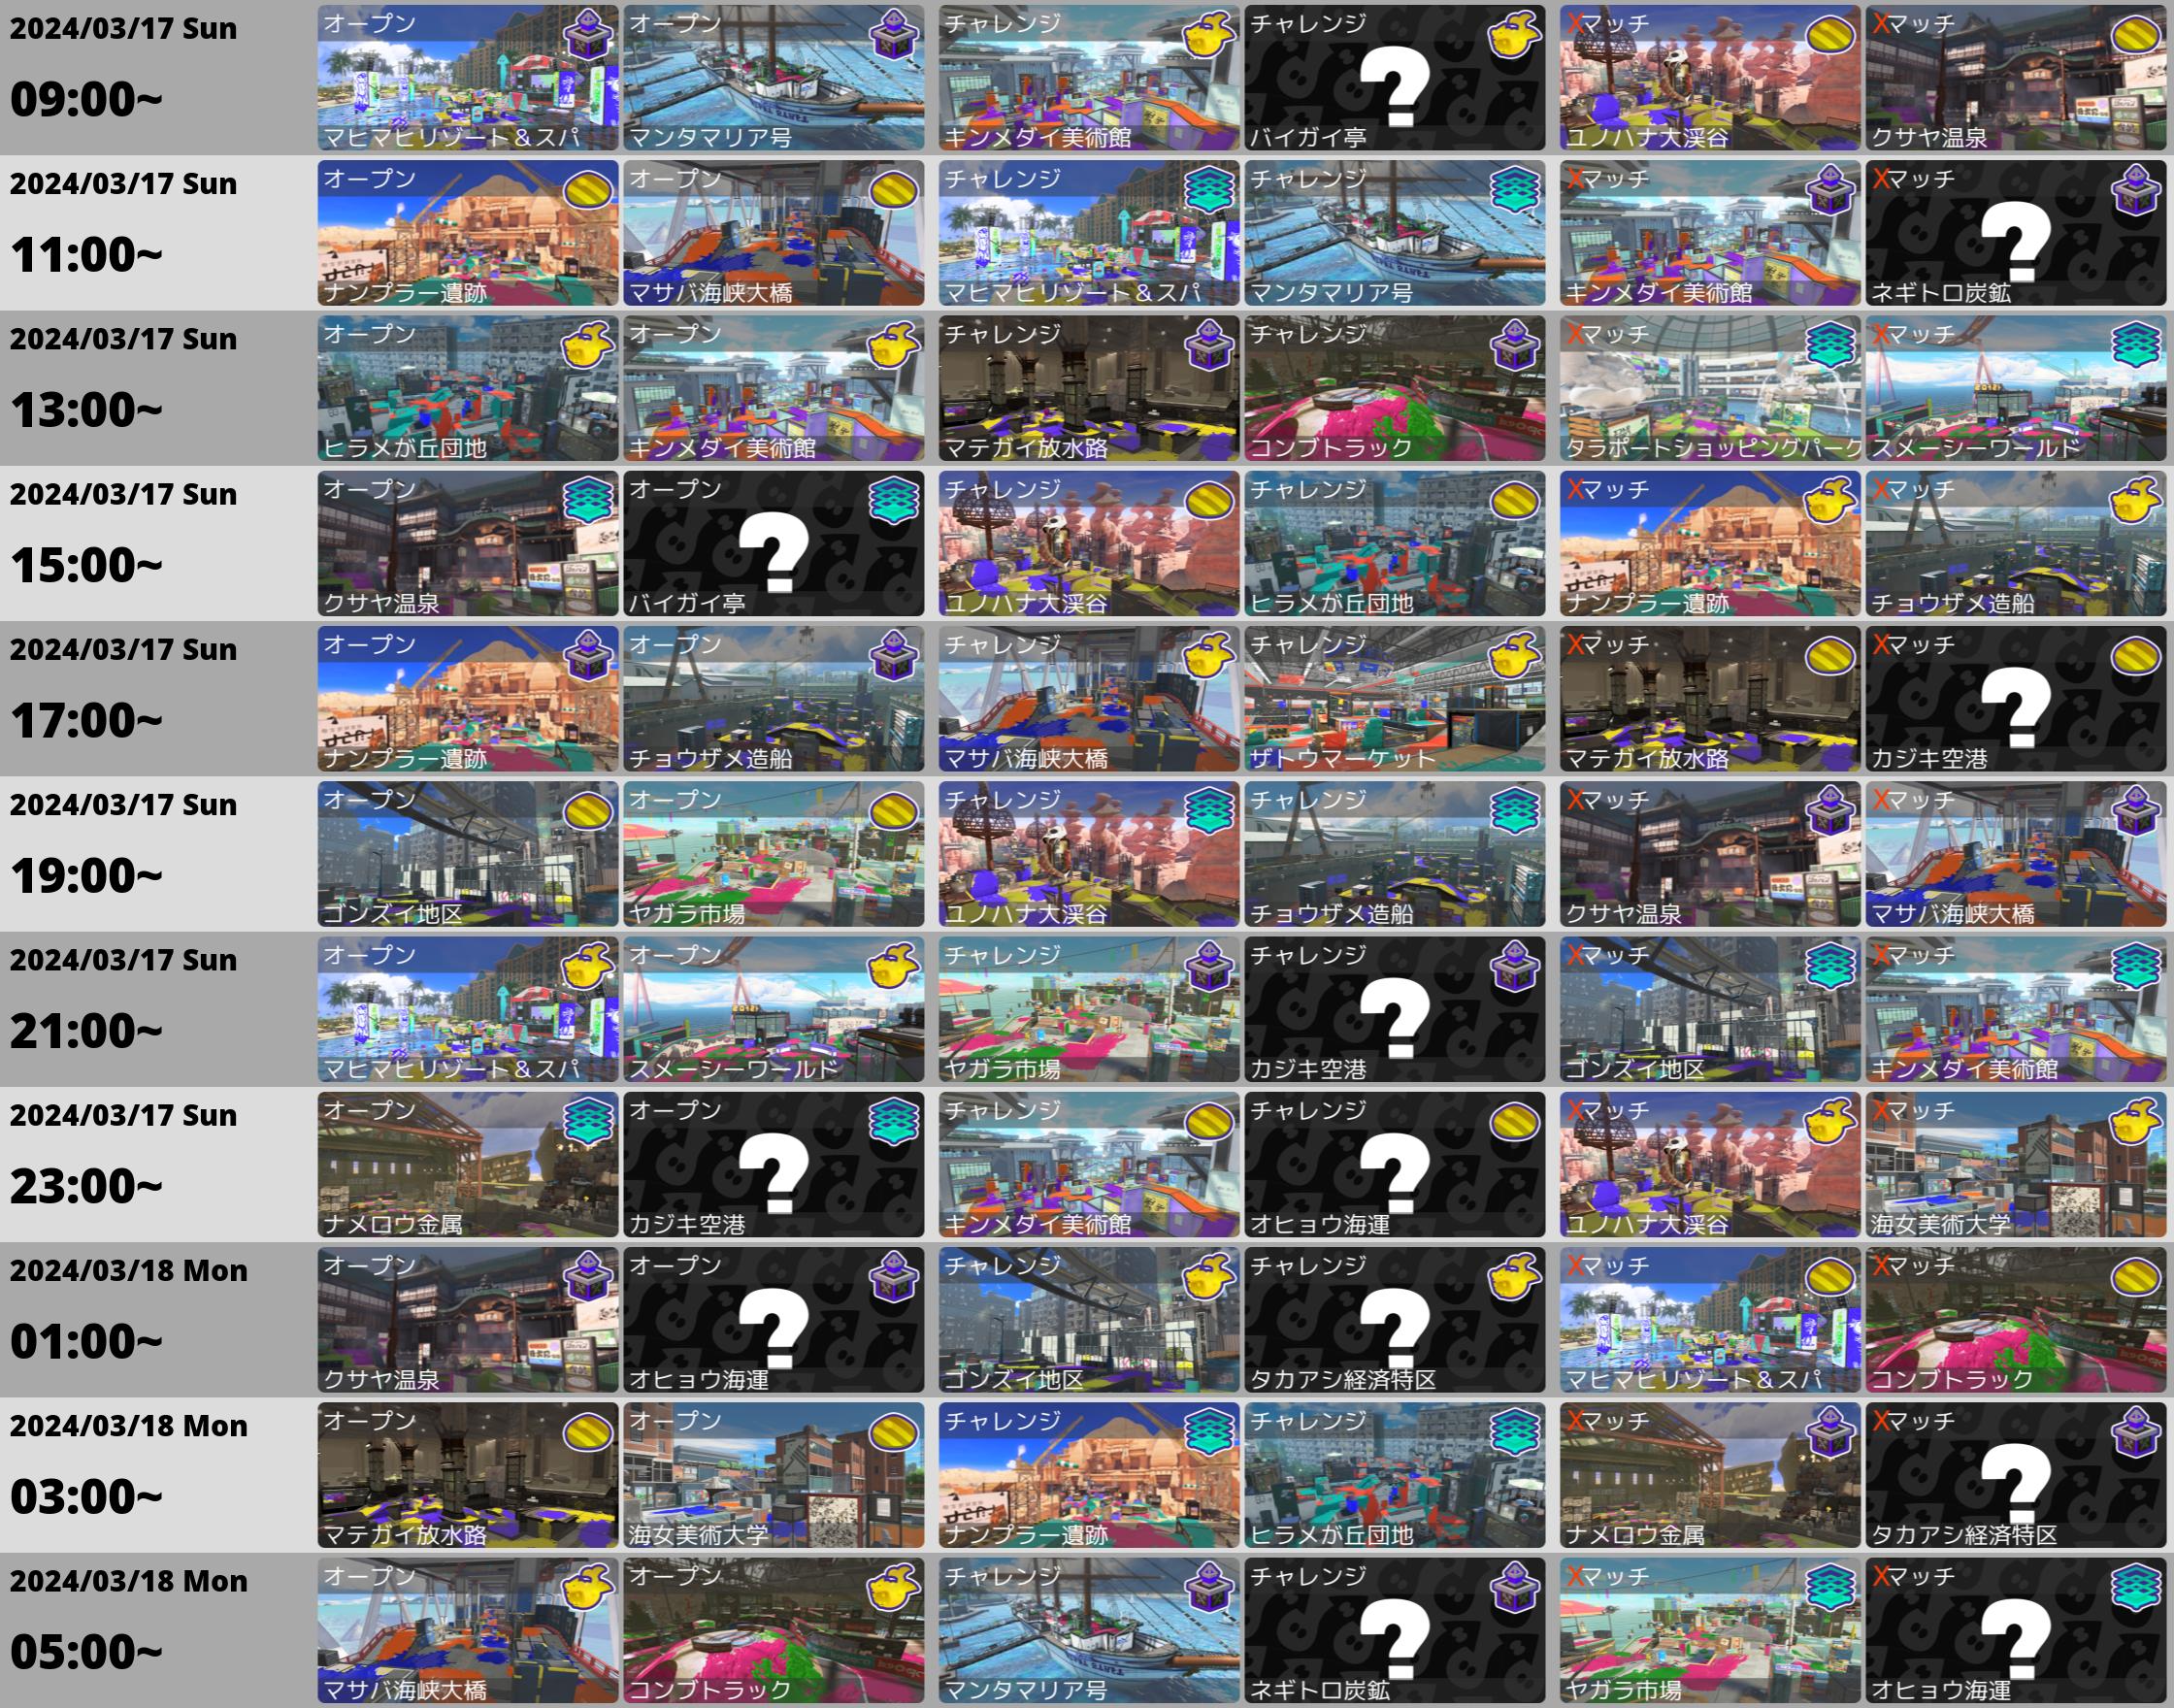 2024/03/17 Sun
09:00~
オープン
マヒマヒリゾート＆スパ
オープン
マンタマリア号
チャレンジ
キンメダイ美術館
チャレンジ
?
バイガイ亭
Xマッチ
ユノハナ大渓谷
Xマッチ
クサヤ温泉
2024/03/17 Sun
11:00~
オープン
ナンプラー遺跡
オープン
マサバ海峡大橋
チャレンジ
マヒマヒリゾート＆スパ
チャレンジ
マンタマリア号
Xマッチ
キンメダイ美術館
Xマッチ
?
ネギトロ炭鉱
2024/03/17 Sun
13:00~
オープン
ヒラメが丘団地
オープン
キンメダイ美術館
チャレンジ
マテガイ放水路
チャレンジ
コンブトラック
Xマッチ
タラポートショッピングパーク
Xマッチ
スメーシーワールド
2024/03/17 Sun
15:00~
オープン
クサヤ温泉
オープン
?
バイガイ亭
チャレンジ
ユノハナ大渓谷
チャレンジ
ヒラメが丘団地
Xマッチ
ナンプラー遺跡
Xマッチ
チョウザメ造船
2024/03/17 Sun
17:00~
オープン
ナンプラー遺跡
オープン
チョウザメ造船
チャレンジ
マサバ海峡大橋
チャレンジ
ザトウマーケット
Xマッチ
マテガイ放水路
Xマッチ
?
カジキ空港
2024/03/17 Sun
19:00~
オープン
ゴンズイ地区
オープン
ヤガラ市場
チャレンジ
ユノハナ大渓谷
チャレンジ
チョウザメ造船
Xマッチ
クサヤ温泉
Xマッチ
マサバ海峡大橋
2024/03/17 Sun
21:00~
オープン
マヒマヒリゾート＆スパ
オープン
スメーシーワールド
チャレンジ
ヤガラ市場
チャレンジ
?
カジキ空港
Xマッチ
ゴンズイ地区
Xマッチ
キンメダイ美術館
2024/03/17 Sun
23:00~
オープン
ナメロウ金属
オープン
?
カジキ空港
チャレンジ
キンメダイ美術館
チャレンジ
?
オヒョウ海運
Xマッチ
ユノハナ大渓谷
Xマッチ
海女美術大学
2024/03/18 Mon
01:00~
オープン
クサヤ温泉
オープン
?
オヒョウ海運
チャレンジ
ゴンズイ地区
チャレンジ
?
タカアシ経済特区
Xマッチ
マヒマヒリゾート＆スパ
Xマッチ
コンブトラック
2024/03/18 Mon
03:00~
オープン
マテガイ放水路
オープン
海女美術大学
チャレンジ
ナンプラー遺跡
チャレンジ
ヒラメが丘団地
Xマッチ
ナメロウ金属
Xマッチ
?
タカアシ経済特区
2024/03/18 Mon
05:00~
オープン
マサバ海峡大橋
オープン
コンブトラック
チャレンジ
マンタマリア号
チャレンジ
?
ネギトロ炭鉱
Xマッチ
ヤガラ市場
Xマッチ
?
オヒョウ海運